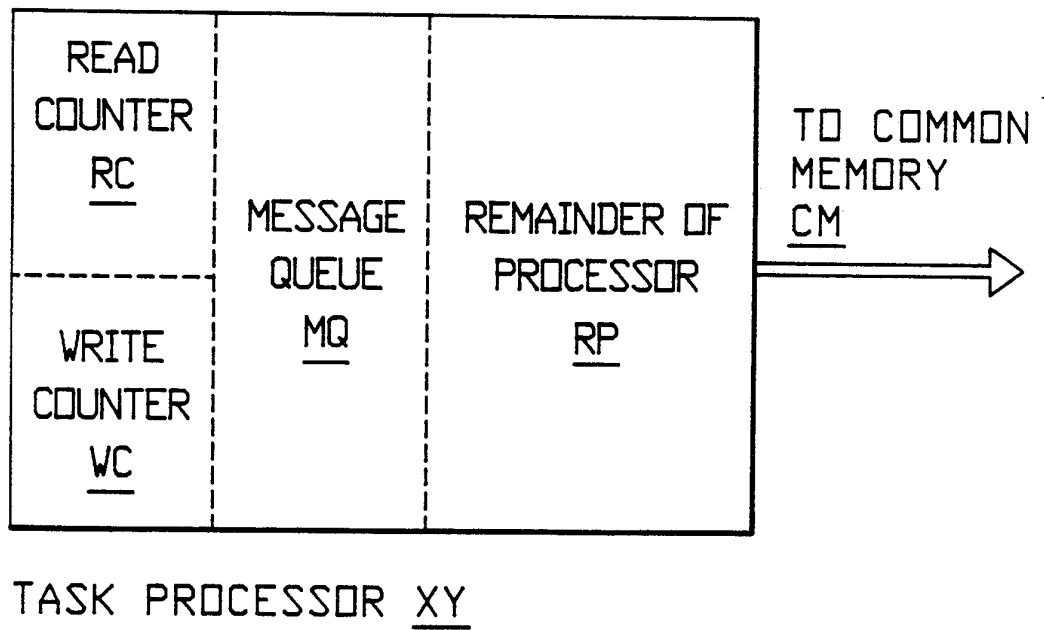 READ
COUNTER
RC
WRITE
COUNTER
WC
MESSAGE
QUEUE
MQ
REMAINDER OF
PROCESSOR
RP
TO COMMON
MEMORY
CM
TASK PROCESSOR XY